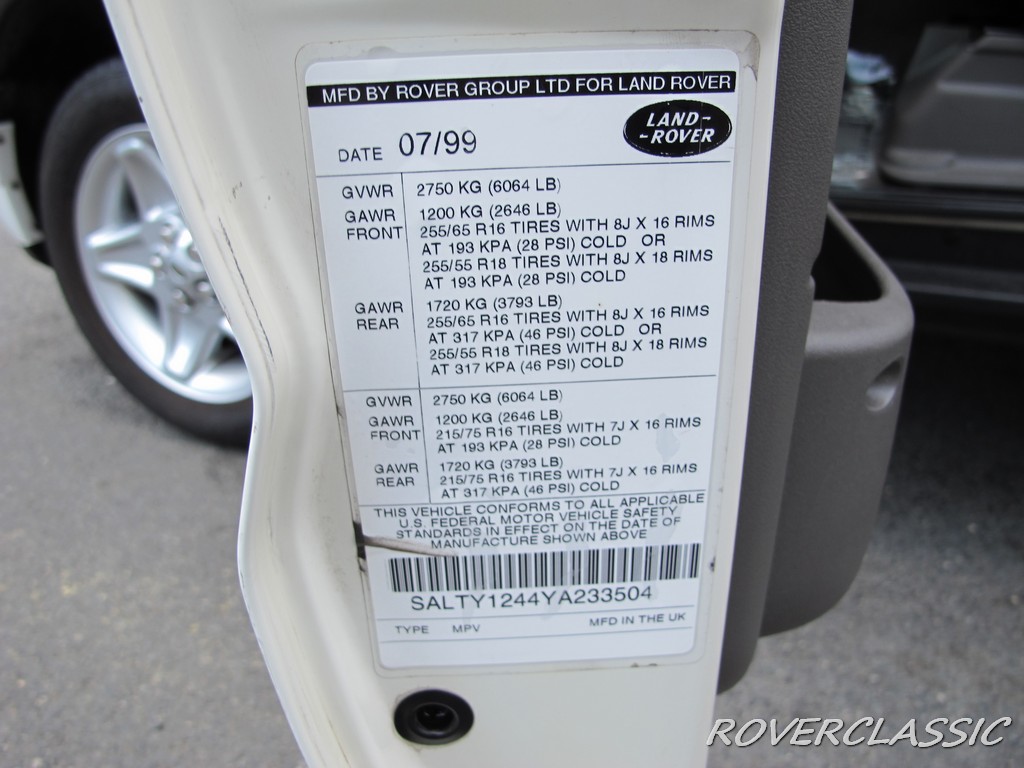 MFD BY ROVER GROUP LTD FOR LAND ROVER
DATE 07/99
LAND-
-ROVER
GVWR 2750 KG (6064 LB)
GAWR 1200 KG (2646 LB)
FRONT 255/65 R16 TIRES WITH 8J X 16 RIMS
AT 193 KPA (28 PSI) COLD OR
255/55 R18 TIRES WITH 8J X 18 RIMS
AT 193 KPA (28 PSI) COLD
GAWR 1720 KG (3793 LB)
REAR 255/65 R16 TIRES WITH 8J X 16 RIMS
AT 317 KPA (46 PSI) COLD OR
255/55 R18 TIRES WITH 8J X 18 RIMS
AT 317 KPA (46 PSI) COLD
GVWR 2750 KG (6064 LB)
GAWR 1200 KG (2646 LB)
FRONT 215/75 R16 TIRES WITH 7J X 16 RIMS
AT 193 KPA (28 PSI) COLD
GAWR 1720 KG (3793 LB)
REAR 215/75 R16 TIRES WITH 7J X 16 RIMS
AT 317 KPA (46 PSI) COLD
THIS VEHICLE CONFORMS TO ALL APPLICABLE
U.S. FEDERAL MOTOR VEHICLE SAFETY
STANDARDS IN EFFECT ON THE DATE OF
MANUFACTURE SHOWN ABOVE
SALTY1244YA233504
TYPE MPV MFD IN THE UK
ROVERCLASSIC